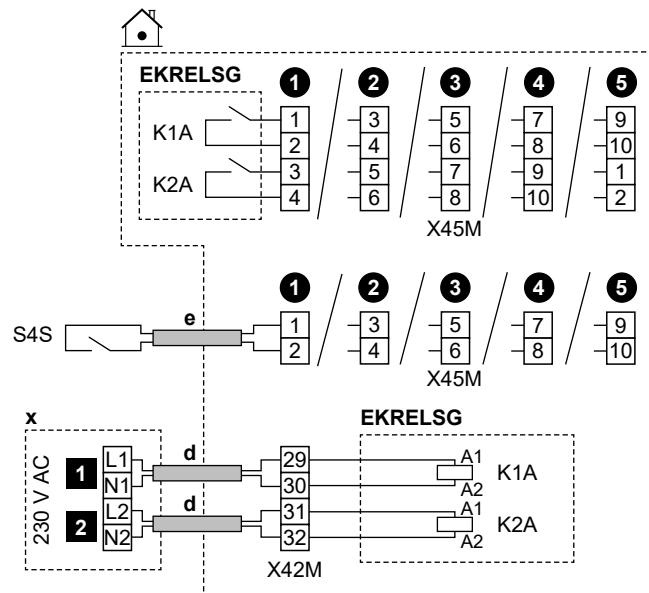 EKRELSG 1 2 3 4 5
K1A 1 3 5 7 9
2 4 6 8 10
K2A 3 5 7 9 1
4 6 8 10 2
X45M
1 2 3 4 5
S4S e 1 3 5 7 9
2 4 6 8 10
X45M
x EKRELSG
230 V AC 1 L1 d 29 A1 K1A
N1 30 A2
2 L2 d 31 A1 K2A
N2 32 A2
X42M